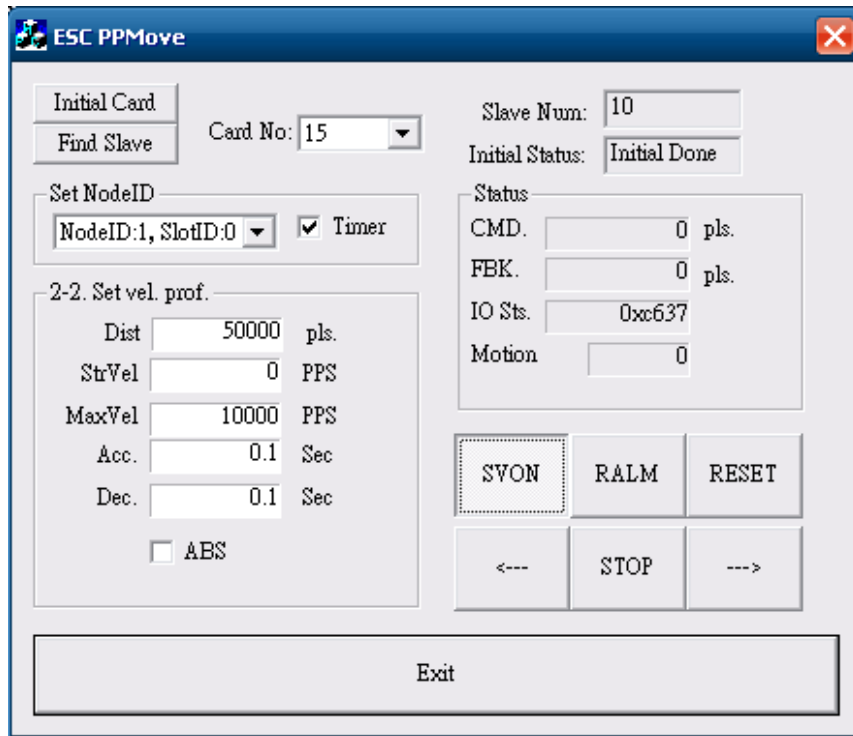 ESC PPMove
Initial Card
Find Slave
Card No: 15
Slave Num: 10
Initial Status: Initial Done
Set NodeID
NodeID:1, SlotID:0
Timer
2-2. Set vel. prof.
Dist 50000 pls.
StrVel 0 PPS
MaxVel 10000 PPS
Acc. 0.1 Sec
Dec. 0.1 Sec
ABS
Status
CMD. 0 pls.
FBK. 0 pls.
IO Sts. 0xc637
Motion 0
SVON RALM RESET
<--- STOP --->
Exit